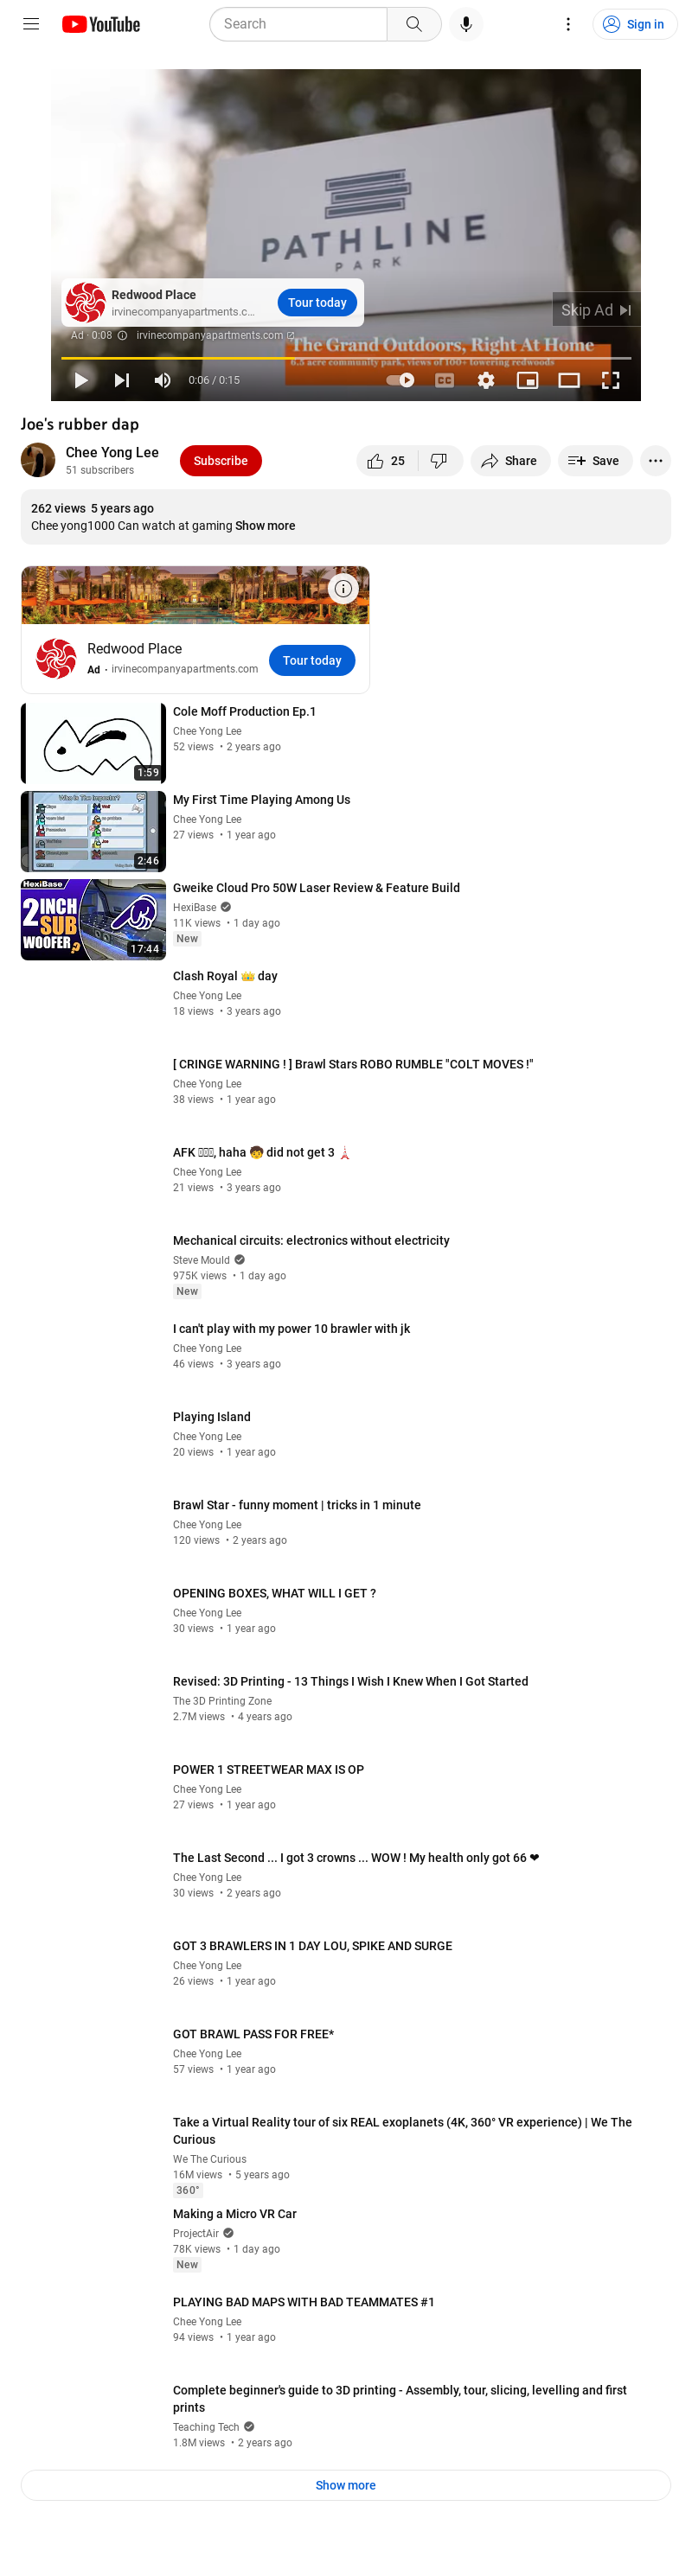 YouTube
Search
Sign in
PATHLINE
PARK
Redwood Place
irvinecompanyapartments.c...
Tour today
Skip Ad
Ad · 0:08
irvinecompanyapartments.com
The Grand Outdoors, Right At Home
6.5 acre community park, views of 100+ towering redwoods
0:06 / 0:15
CC
Joe's rubber dap
Chee Yong Lee
51 subscribers
Subscribe
25
Share
Save
262 views 5 years ago
Chee yong1000 Can watch at gaming Show more
Redwood Place
Ad · irvinecompanyapartments.com
Tour today
1:59
Cole Moff Production Ep.1
Chee Yong Lee
52 views • 2 years ago
Who Is The Impostor?
2:46
My First Time Playing Among Us
Chee Yong Lee
27 views • 1 year ago
HexiBase
2INCH
SUB
WOOFER?
17:44
Gweike Cloud Pro 50W Laser Review & Feature Build
HexiBase
11K views • 1 day ago
New
Clash Royal 👑 day
Chee Yong Lee
18 views • 3 years ago
[ CRINGE WARNING ! ] Brawl Stars ROBO RUMBLE "COLT MOVES !"
Chee Yong Lee
38 views • 1 year ago
AFK , haha 🧒 did not get 3 🗼
Chee Yong Lee
21 views • 3 years ago
Mechanical circuits: electronics without electricity
Steve Mould
975K views • 1 day ago
New
I can't play with my power 10 brawler with jk
Chee Yong Lee
46 views • 3 years ago
Playing Island
Chee Yong Lee
20 views • 1 year ago
Brawl Star - funny moment | tricks in 1 minute
Chee Yong Lee
120 views • 2 years ago
OPENING BOXES, WHAT WILL I GET ?
Chee Yong Lee
30 views • 1 year ago
Revised: 3D Printing - 13 Things I Wish I Knew When I Got Started
The 3D Printing Zone
2.7M views • 4 years ago
POWER 1 STREETWEAR MAX IS OP
Chee Yong Lee
27 views • 1 year ago
The Last Second ... I got 3 crowns ... WOW ! My health only got 66 ❤
Chee Yong Lee
30 views • 2 years ago
GOT 3 BRAWLERS IN 1 DAY LOU, SPIKE AND SURGE
Chee Yong Lee
26 views • 1 year ago
GOT BRAWL PASS FOR FREE*
Chee Yong Lee
57 views • 1 year ago
Take a Virtual Reality tour of six REAL exoplanets (4K, 360° VR experience) | We The
Curious
We The Curious
16M views • 5 years ago
360°
Making a Micro VR Car
ProjectAir
78K views • 1 day ago
New
PLAYING BAD MAPS WITH BAD TEAMMATES #1
Chee Yong Lee
94 views • 1 year ago
Complete beginner's guide to 3D printing - Assembly, tour, slicing, levelling and first
prints
Teaching Tech
1.8M views • 2 years ago
Show more